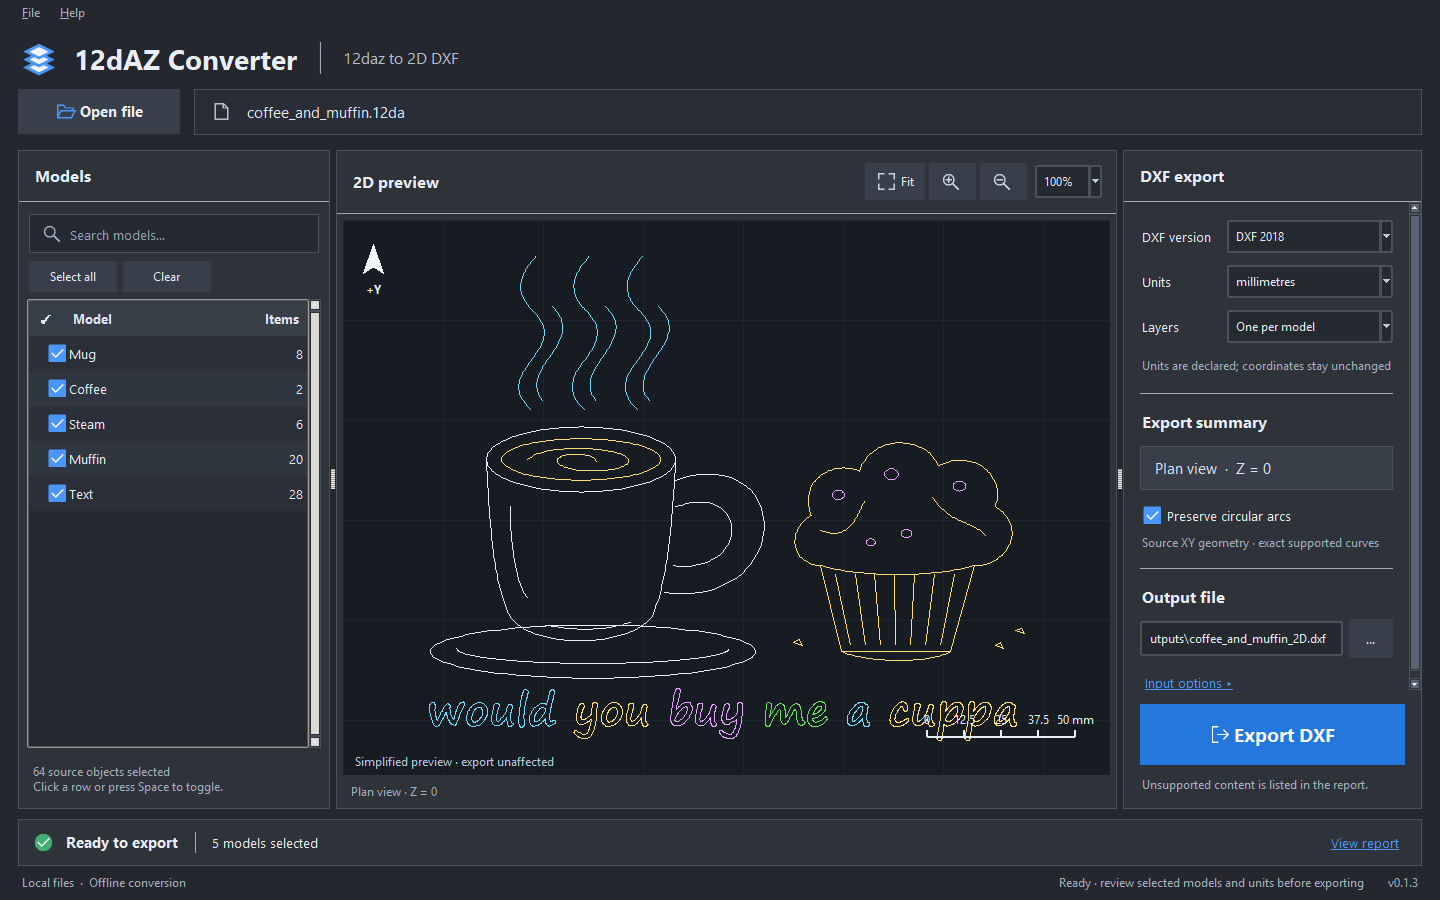 File Help
12dAZ Converter
12daz to 2D DXF
Open file
coffee_and_muffin.12da
Models
Search models...
Select all Clear
✓ Model Items
Mug 8
Coffee 2
Steam 6
Muffin 20
Text 28
64 source objects selected
Click a row or press Space to toggle.
2D preview
Fit
100%
+Y
would you buy me a cuppa
0 12.5 25 37.5 50 mm
Simplified preview · export unaffected
Plan view · Z = 0
DXF export
DXF version DXF 2018
Units millimetres
Layers One per model
Units are declared; coordinates stay unchanged
Export summary
Plan view · Z = 0
Preserve circular arcs
Source XY geometry · exact supported curves
Output file
utputs\coffee_and_muffin_2D.dxf ...
Input options ▸
Export DXF
Unsupported content is listed in the report.
Ready to export
5 models selected
View report
Local files · Offline conversion
Ready · review selected models and units before exporting
v0.1.3